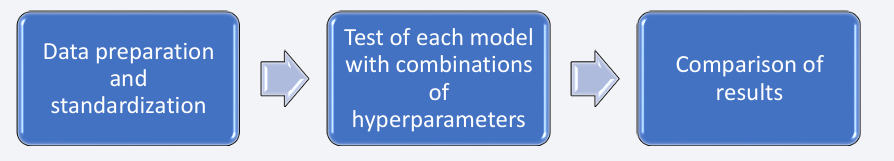 Data preparation
and
standardization
Test of each model
with combinations
of
hyperparameters
Comparison of
results